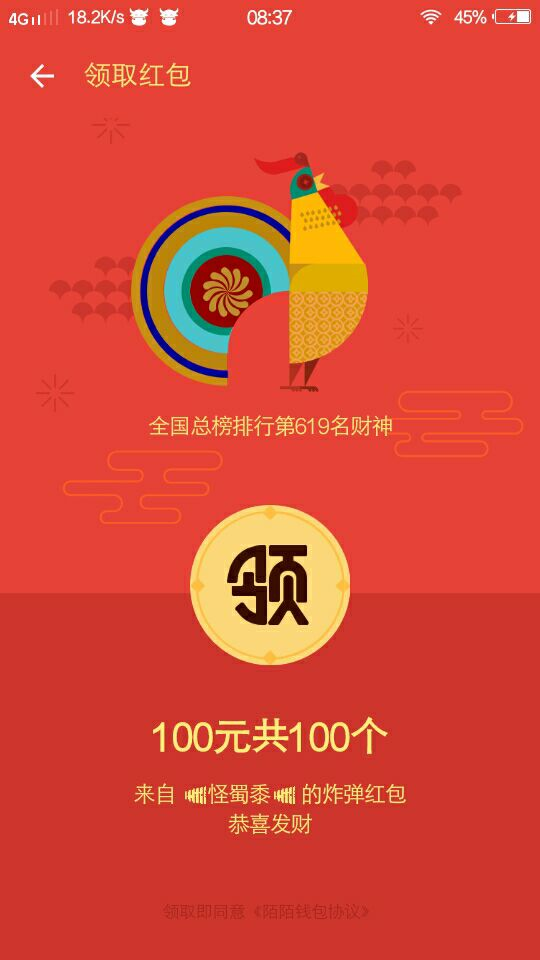 4G 18.2K/s 08:37 45%
领取红包
全国总榜排行第619名财神
领
100元共100个
来自 怪蜀黍 的炸弹红包
恭喜发财
领取即同意《陌陌钱包协议》